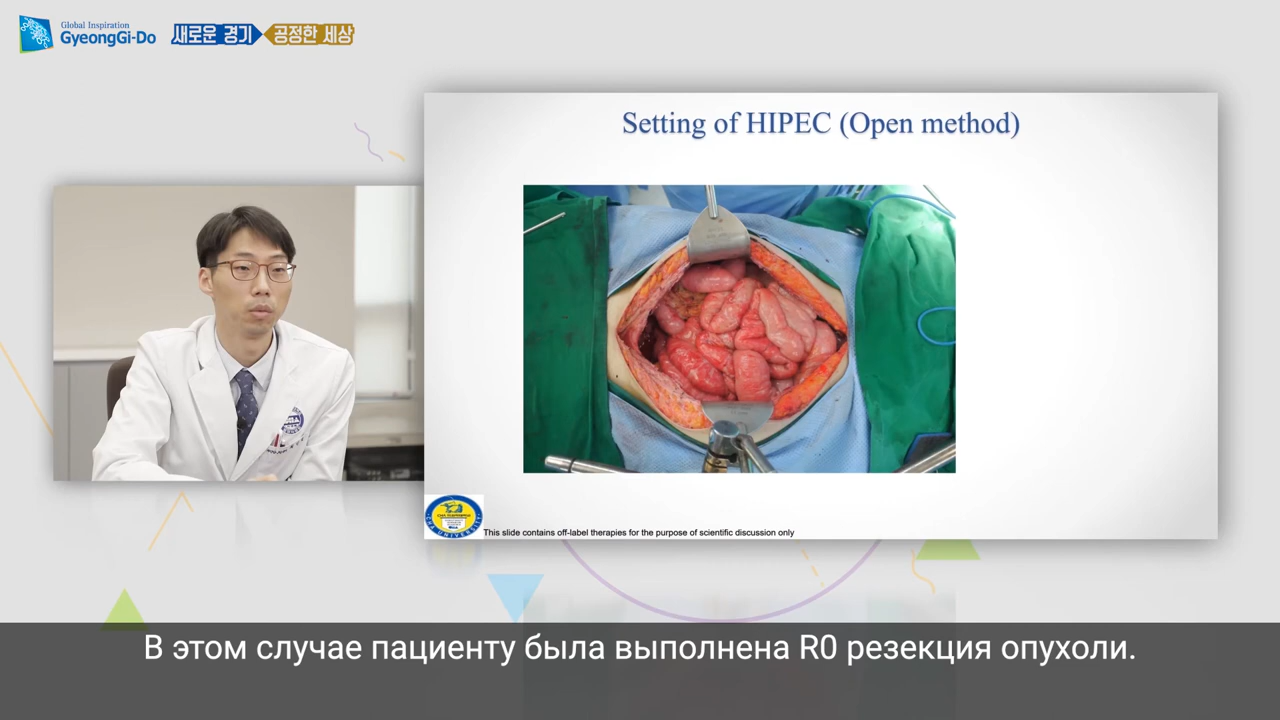 Global Inspiration
GyeongGi-Do
새로운 경기
공정한 세상
Setting of HIPEC (Open method)
This slide contains off-label therapies for the purpose of scientific discussion only
В этом случае пациенту была выполнена R0 резекция опухоли.